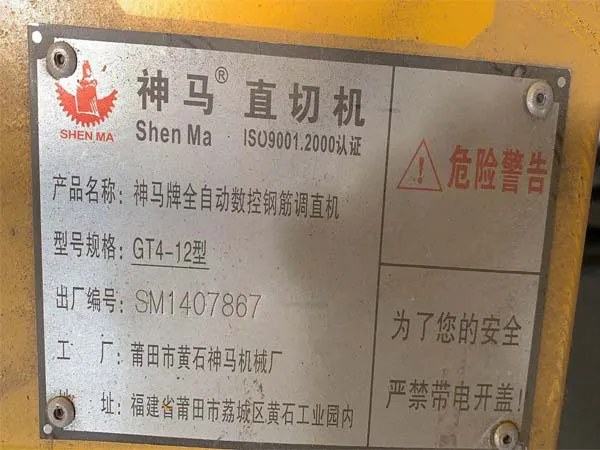 神马® 直切机
SHEN MA
Shen Ma ISO9001.2000认证
产品名称: 神马牌全自动数控钢筋调直机
型号规格: GT4-12型
出厂编号: SM1407867
工 厂: 莆田市黄石神马机械厂
地 址: 福建省莆田市荔城区黄石工业园内
危险警告
为了您的安全
严禁带电开盖!